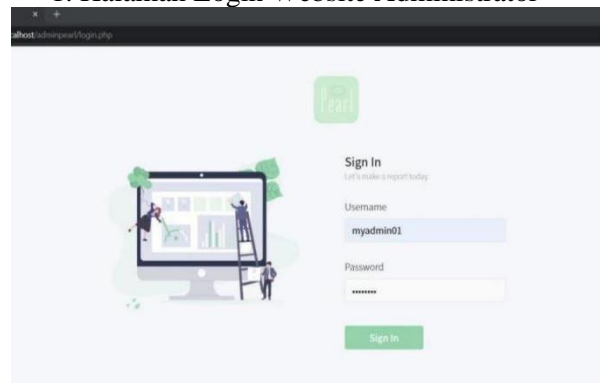 1. Halaman Login Website Administrator
× +
alhost/adminpearl/login.php
Pearl
Sign In
Let's make a report today
Username
myadmin01
Password
••••••••
Sign In